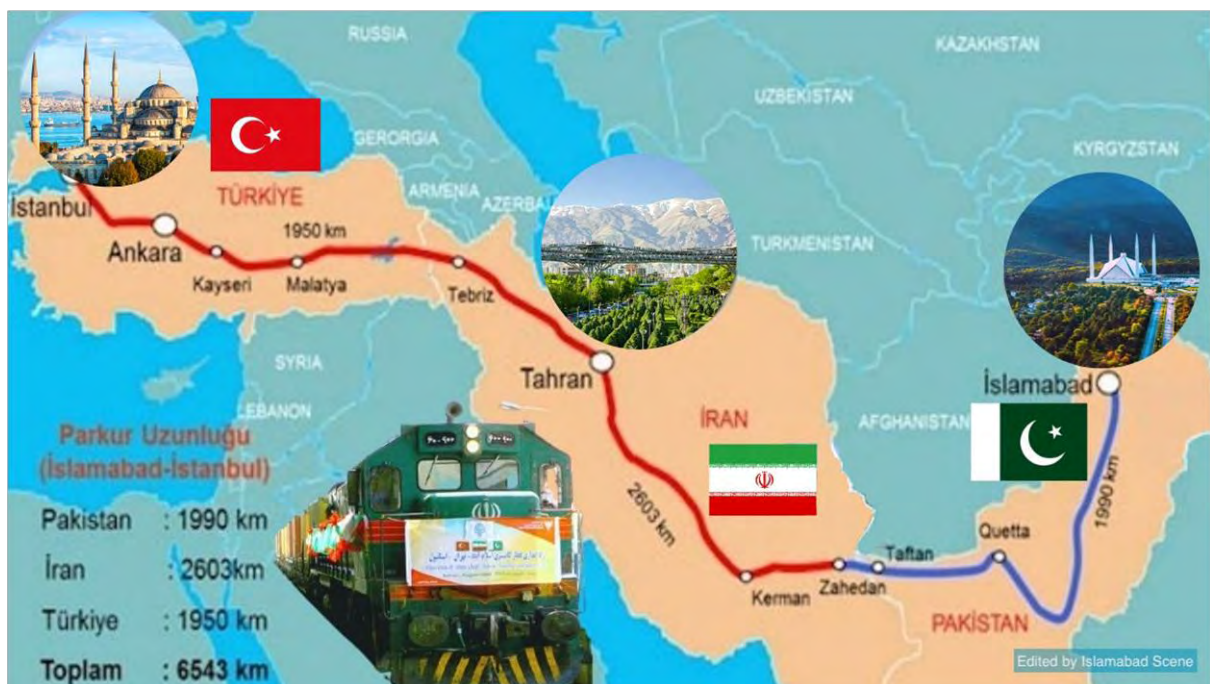 RUSSIA
KAZAKHSTAN
UZBEKISTAN
GERORGIA
KYRGYZSTAN
ARMENIA
TÜRKİYE
AZERBA
İstanbul
1950 km
TURKMENISTAN
Ankara
Kayseri
Malatya
Tebriz
SYRIA
Tahran
İslamabad
LEBANON
İRAN
AFGHANISTAN
Parkur Uzunluğu
(İslamabad-İstanbul)
Pakistan : 1990 km
İran : 2603km
Türkiye : 1950 km
Toplam : 6543 km
2603 km
1990 km
Quetta
Taftan
Zahedan
Kerman
PAKİSTAN
Edited by Islamabad Scene